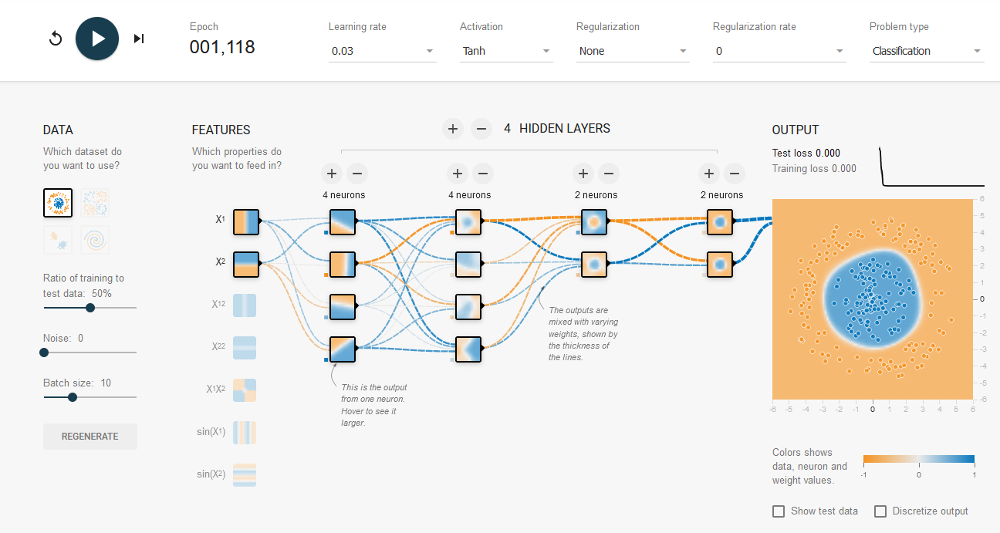 Epoch
001,118
Learning rate
0.03
Activation
Tanh
Regularization
None
Regularization rate
0
Problem type
Classification
DATA
Which dataset do
you want to use?
Ratio of training to
test data: 50%
Noise: 0
Batch size: 10
REGENERATE
FEATURES
Which properties do
you want to feed in?
X1
X2
X12
X22
X1X2
sin(X1)
sin(X2)
+ − 4 HIDDEN LAYERS
+ − + − + − + −
4 neurons 4 neurons 2 neurons 2 neurons
This is the output
from one neuron.
Hover to see it
larger.
The outputs are
mixed with varying
weights, shown by
the thickness of
the lines.
OUTPUT
Test loss 0.000
Training loss 0.000
6
5
4
3
2
1
0
-1
-2
-3
-4
-5
-6
-6 -5 -4 -3 -2 -1 0 1 2 3 4 5 6
Colors shows
data, neuron and
weight values.
-1 0 1
Show test data Discretize output